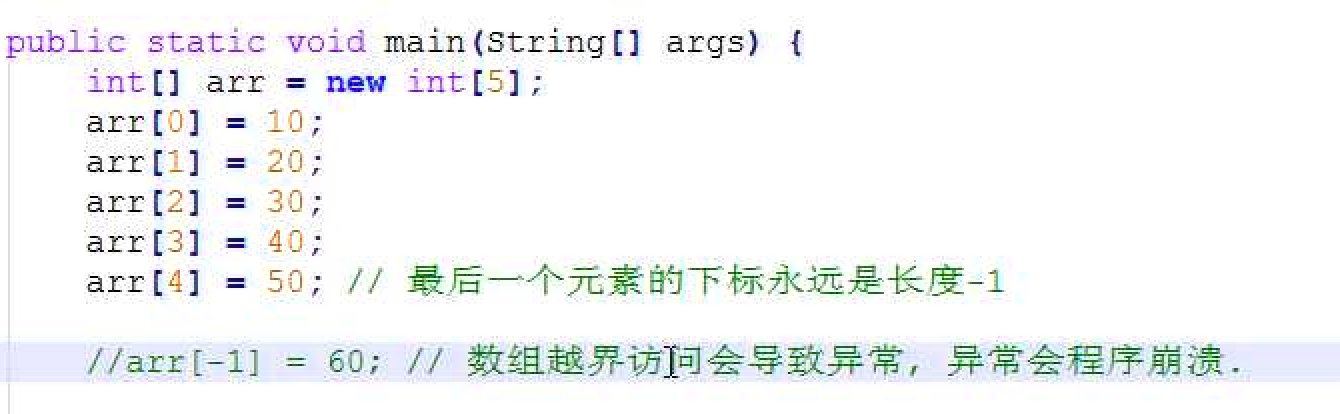 public static void main(String[] args) {
int[] arr = new int[5];
arr[0] = 10;
arr[1] = 20;
arr[2] = 30;
arr[3] = 40;
arr[4] = 50; // 最后一个元素的下标永远是长度-1
//arr[-1] = 60; // 数组越界访问会导致异常, 异常会程序崩溃.